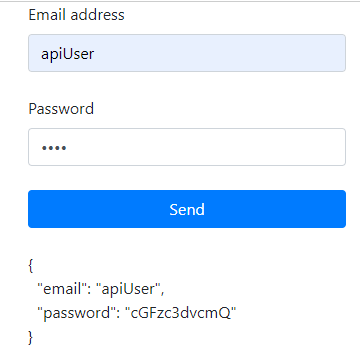 Email address
apiUser
Password
••••
Send
{
"email": "apiUser",
"password": "cGFzc3dvcmQ"
}